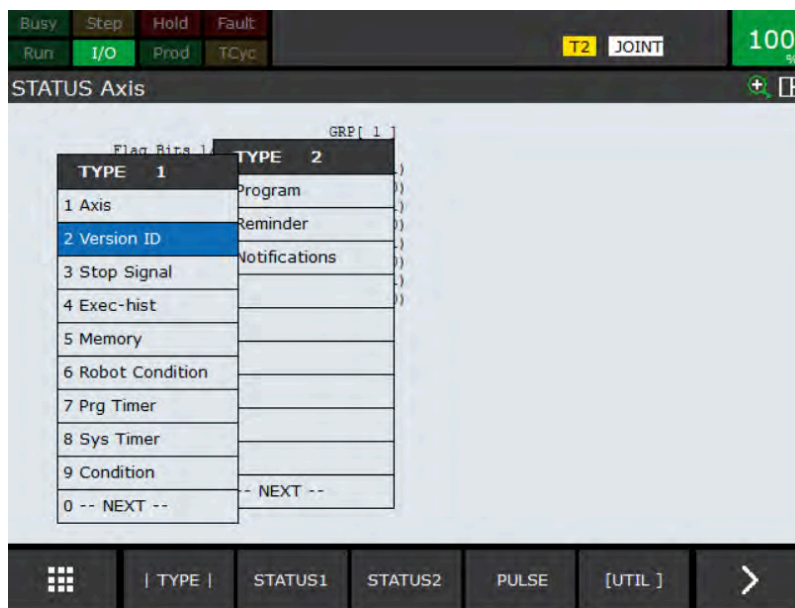 Busy Step Hold Fault
Run I/O Prod TCyc
T2 JOINT
100
%
STATUS Axis
GRP[ 1 ]
Flag Bits 1/
TYPE 1
1 Axis
2 Version ID
3 Stop Signal
4 Exec-hist
5 Memory
6 Robot Condition
7 Prg Timer
8 Sys Timer
9 Condition
0 -- NEXT --
TYPE 2
Program
Reminder
Notifications
-- NEXT --
| TYPE | STATUS1 STATUS2 PULSE [UTIL ] >